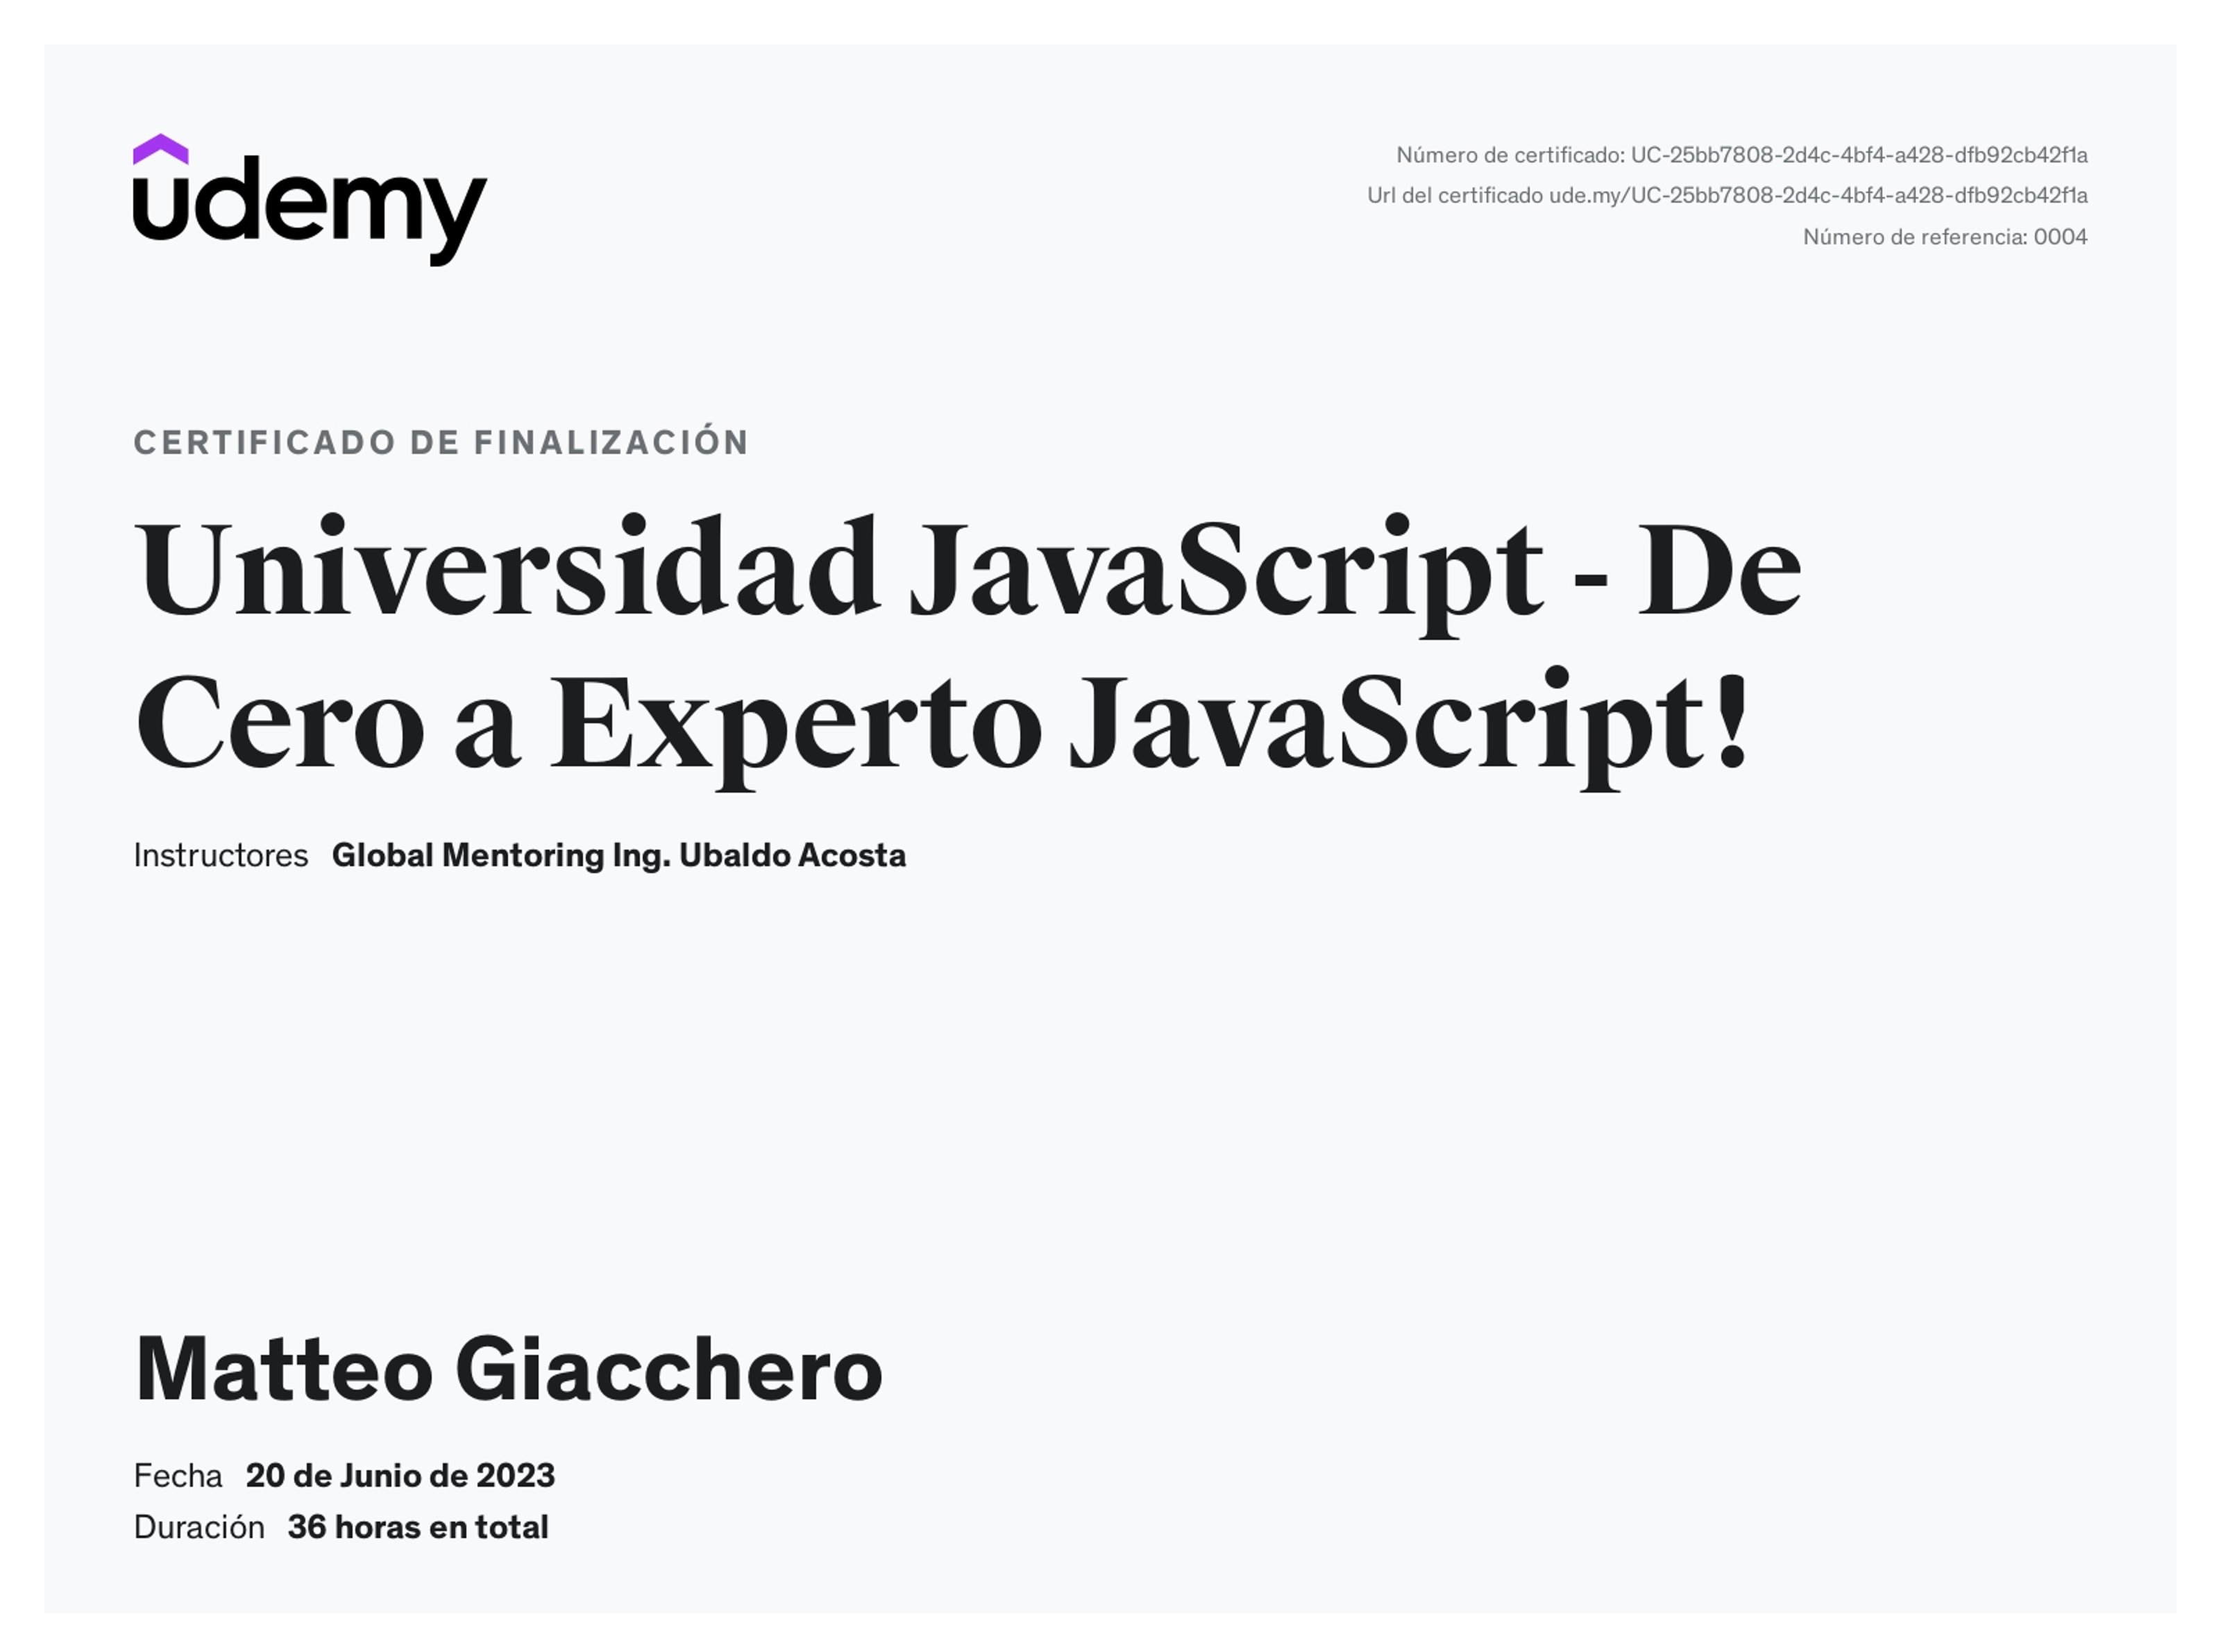 udemy
Número de certificado: UC-25bb7808-2d4c-4bf4-a428-dfb92cb42f1a
Url del certificado ude.my/UC-25bb7808-2d4c-4bf4-a428-dfb92cb42f1a
Número de referencia: 0004
CERTIFICADO DE FINALIZACIÓN
Universidad JavaScript - De
Cero a Experto JavaScript!
Instructores Global Mentoring Ing. Ubaldo Acosta
Matteo Giacchero
Fecha 20 de Junio de 2023
Duración 36 horas en total